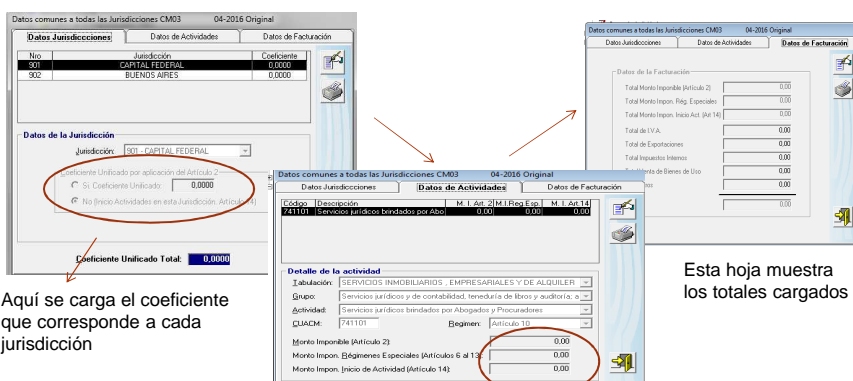 Datos comunes a todas las Jurisdicciones CM03 04-2016 Original
Datos Jurisdicciones Datos de Actividades Datos de Facturación
Nro Jurisdicción Coeficiente
901 CAPITAL FEDERAL 0,0000
902 BUENOS AIRES 0,0000
Datos de la Jurisdicción
Jurisdicción: 901 - CAPITAL FEDERAL
Coeficiente Unificado por aplicación del Artículo 2
Si. Coeficiente Unificado: 0,0000
No (Inicio Actividades en esta Jurisdicción. Artículo 14)
Coeficiente Unificado Total: 0,0000
Aquí se carga el coeficiente
que corresponde a cada
jurisdicción
Datos comunes a todas las Jurisdicciones CM03 04-2016 Original
Datos Jurisdicciones Datos de Actividades Datos de Facturación
Código Descripción M. I. Art. 2 M.I.Reg.Esp. M. I. Art.14
741101 Servicios jurídicos brindados por Abo 0,00 0,00 0,00
Detalle de la actividad
Tabulación: SERVICIOS INMOBILIARIOS , EMPRESARIALES Y DE ALQUILER
Grupo: Servicios jurídicos y de contabilidad, teneduría de libros y auditoría; a
Actividad: Servicios jurídicos brindados por Abogados y Procuradores
CUACM: 741101 Regimen: Artículo 10
Monto Imponible (Artículo 2): 0,00
Monto Impon. Régimenes Especiales (Artículos 6 al 13): 0,00
Monto Impon. Inicio de Actividad (Artículo 14): 0,00
Datos comunes a todas las Jurisdicciones CM03 04-2016 Original
Datos Jurisdicciones Datos de Actividades Datos de Facturación
Datos de la Facturación
Total Monto Imponible (Artículo 2) 0,00
Total Monto Impon. Rég. Especiales 0,00
Total Monto Impon. Inicio Act. (Art 14) 0,00
Total de I.V.A. 0,00
Total de Exportaciones 0,00
Total Impuestos Internos 0,00
de Bienes de Uso 0,00
0,00
0,00
Esta hoja muestra
los totales cargados